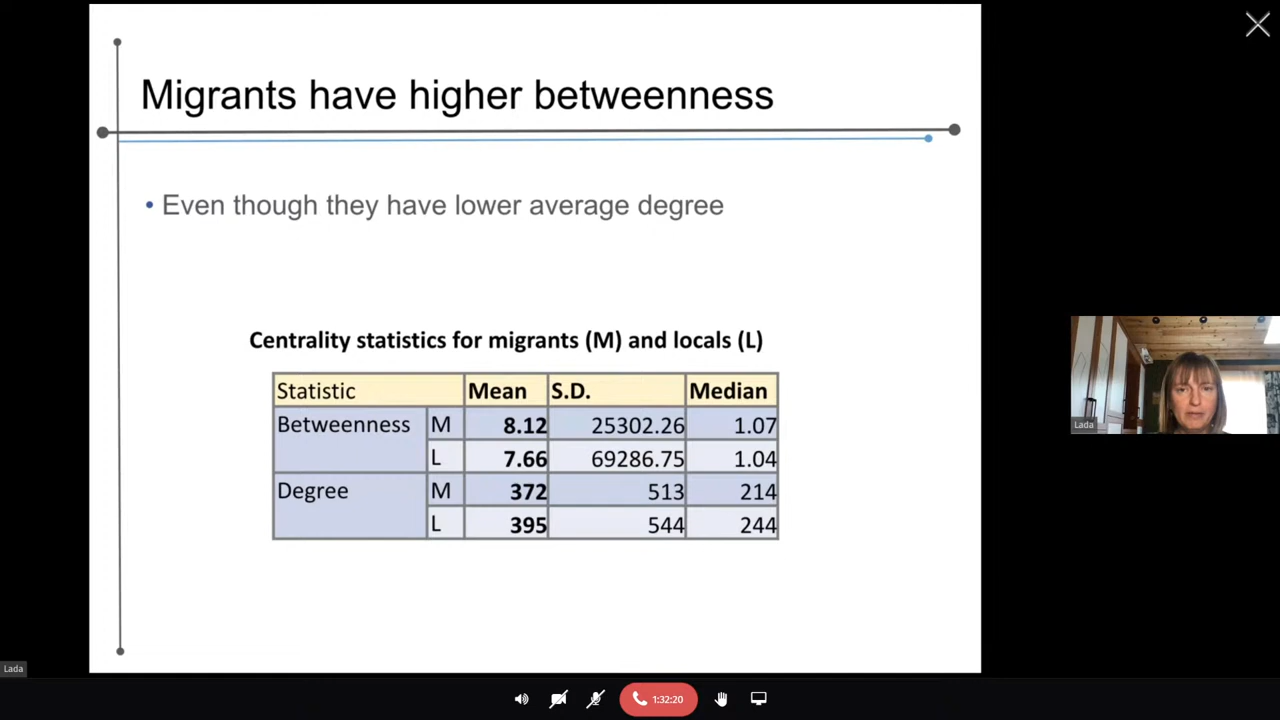 Migrants have higher betweenness
• Even though they have lower average degree
Centrality statistics for migrants (M) and locals (L)
Statistic Mean S.D. Median
Betweenness M 8.12 25302.26 1.07
L 7.66 69286.75 1.04
Degree M 372 513 214
L 395 544 244
Lada
Lada
1:32:20